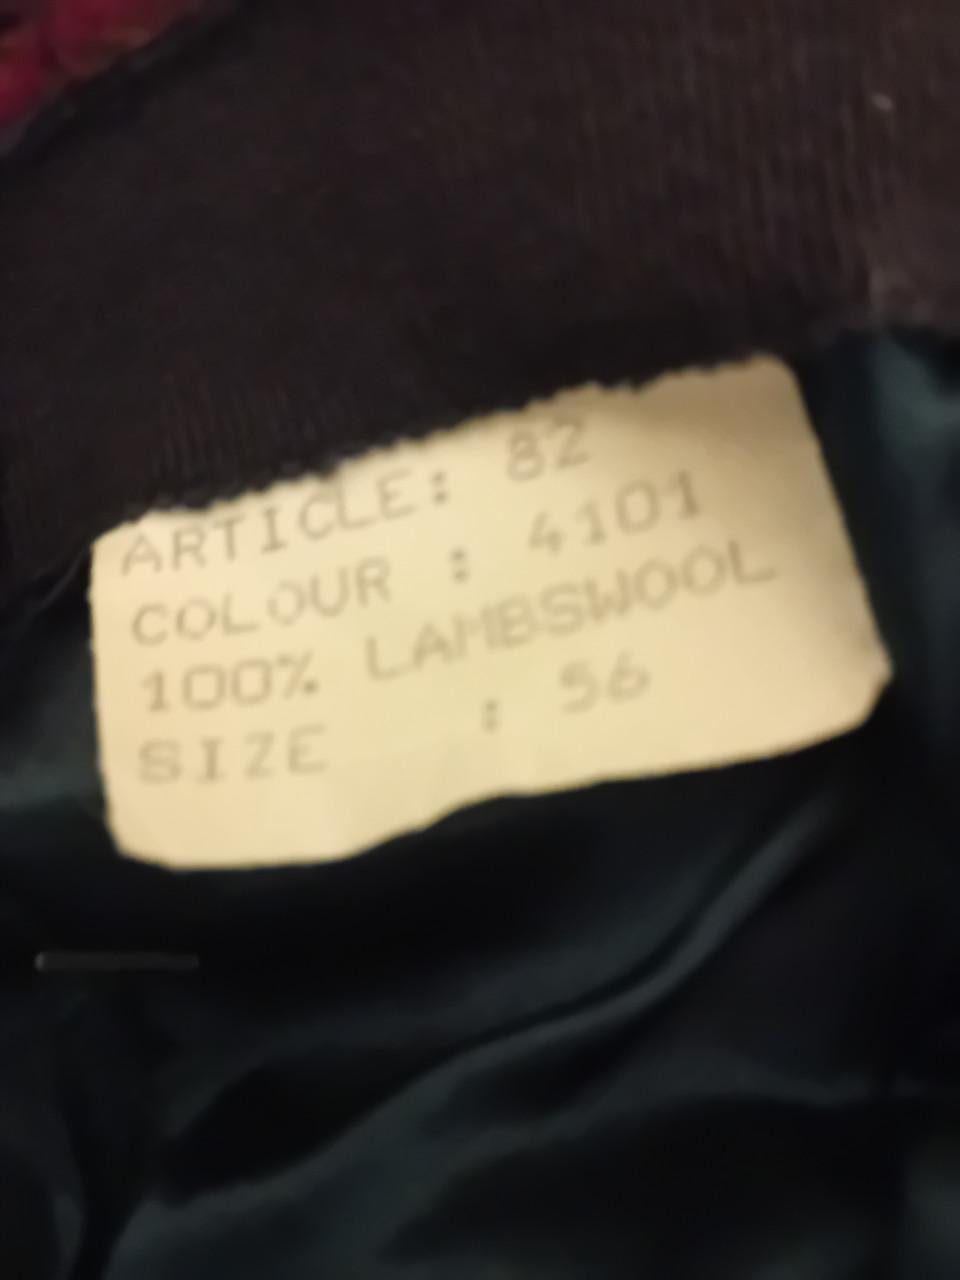 ARTICLE: 82
COLOUR : 4101
100% LAMBSWOOL
SIZE : 56